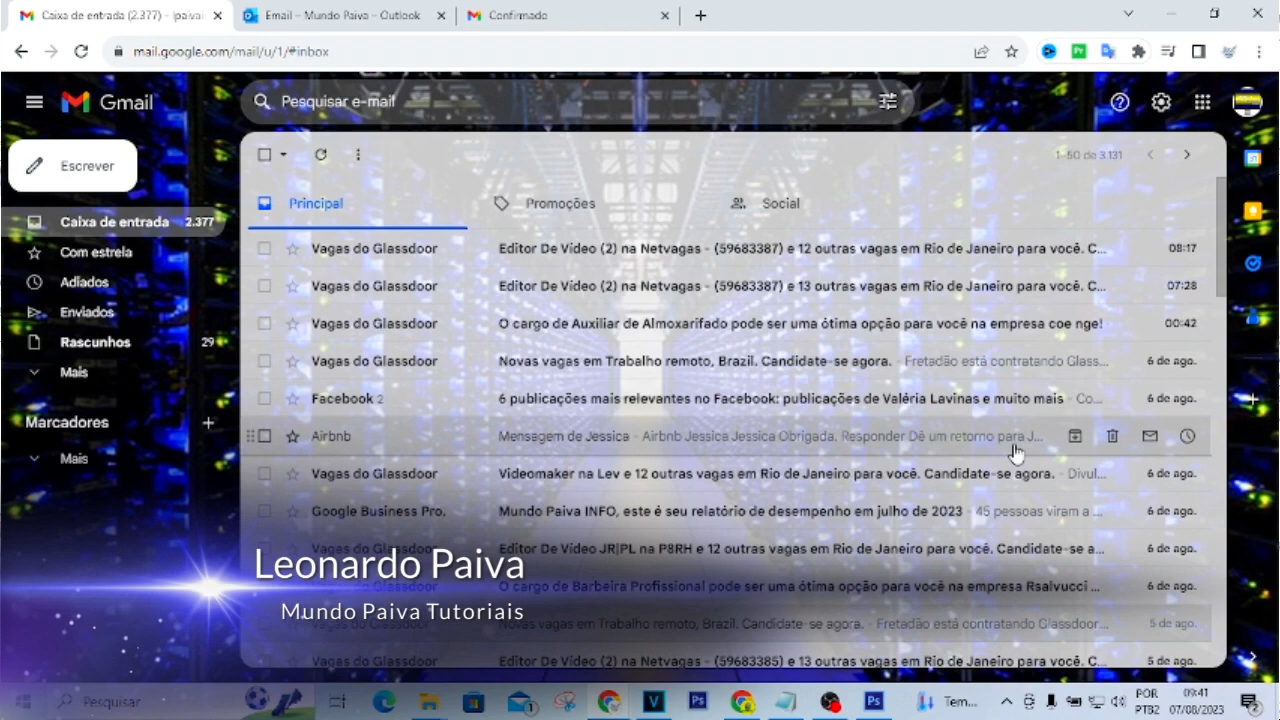 Caixa de entrada (2.377) - lpaiva
Email – Mundo Paiva – Outlook
Confirmado
mail.google.com/mail/u/1/#inbox
Gmail
Pesquisar e-mail
Escrever
1–50 de 3.131
Principal
Promoções
Social
Caixa de entrada 2.377
Com estrela
Adiados
Enviados
Rascunhos 29
Mais
Marcadores
Mais
Vagas do Glassdoor Editor De Vídeo (2) na Netvagas - (59683387) e 12 outras vagas em Rio de Janeiro para você. C... 08:17
Vagas do Glassdoor Editor De Vídeo (2) na Netvagas - (59683387) e 13 outras vagas em Rio de Janeiro para você. C... 07:28
Vagas do Glassdoor O cargo de Auxiliar de Almoxarifado pode ser uma ótima opção para você na empresa coe nge! 00:42
Vagas do Glassdoor Novas vagas em Trabalho remoto, Brazil. Candidate-se agora. - Fretadão está contratando Glass... 6 de ago.
Facebook 2 6 publicações mais relevantes no Facebook: publicações de Valéria Lavinas e muito mais - Co... 6 de ago.
Airbnb Mensagem de Jessica - Airbnb Jessica Jessica Obrigada. Responder Dê um retorno para J...
Vagas do Glassdoor Videomaker na Lev e 12 outras vagas em Rio de Janeiro para você. Candidate-se agora. - Divul... 6 de ago.
Google Business Pro. Mundo Paiva INFO, este é seu relatório de desempenho em julho de 2023 - 45 pessoas viram a ... 6 de ago.
Vagas do Glassdoor Editor De Vídeo JR|PL na P8RH e 12 outras vagas em Rio de Janeiro para você. Candidate-se a... 6 de ago.
O cargo de Barbeira Profissional pode ser uma ótima opção para você na empresa Rsalvucci ... 6 de ago.
Vagas do Glassdoor Novas vagas em Trabalho remoto, Brazil. Candidate-se agora. - Fretadão está contratando Glassdoor... 5 de ago.
Vagas do Glassdoor Editor De Vídeo (2) na Netvagas - (59683385) e 13 outras vagas em Rio de Janeiro para você. C... 5 de ago.
Leonardo Paiva
Mundo Paiva Tutoriais
Pesquisar
Tem...
POR
PTB2
09:41
07/08/2023